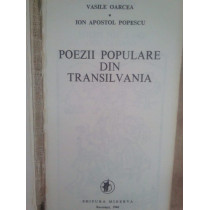 VASILE OARCEA
•
ION APOSTOL POPESCU
POEZII POPULARE
DIN
TRANSILVANIA
EDITURA MINERVA